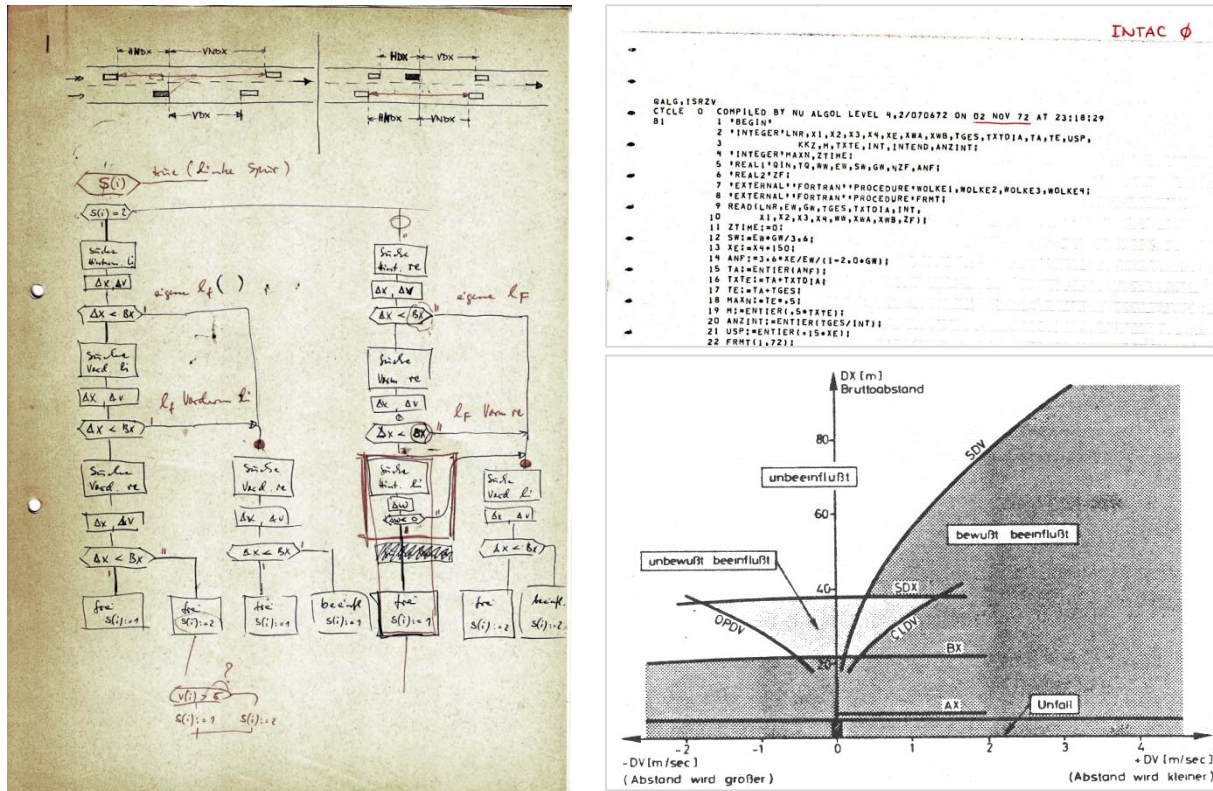 HNDX VNDX
VDX
HDX VDX
HNDX VNDX
S(i) true (linke Spur)
S(i)=2
Suche
Hinterm. li
Δx, Δv
eigene lf ( )
Δx < Bx
Suche
Vord. li
Δx, Δv
lf Vorderm li
Δx < Bx
Suche
Vord. re
Δx, Δv
Δx < Bx
frei
S(i):=1
S(i):=2
Suche
Vord. re
Δx, Δv
Δx < Bx
frei
S(i):=1
beeinfl
S(i):=1
v(i) > 5 ?
S(i):=1 S(i):=2
Suche
Hint. re
Δx, Δv
eigene lF
Δx < Bx
Suche
Vorm re
Δx, Δv
lF Vorm re
Δx < Bx
Suche
Hint. li
Δw
Δw < 0
frei
S(i):=1
Suche
Vord. li
Δx, Δv
Δx < Bx
frei
S(i):=2
beeinfl.
S(i):=2
INTAC ϕ
QALG,ISRZV
CYCLE 0 COMPILED BY NU ALGOL LEVEL 4,2/070672 ON 02 NOV 72 AT 23:18:29
B1 1 'BEGIN'
2 'INTEGER'LNR,X1,X2,X3,X4,XE,XWA,XWB,TGES,TXTDIA,TA,TE,USP,
3 KKZ,M,TXTE,INT,INTEND,ANZINT;
4 'INTEGER'MAXN,ZTIME;
5 'REAL1'QIN,TQ,WW,EW,SW,GW,NZF,ANF;
6 'REAL2'ZF;
7 'EXTERNAL''FORTRAN''PROCEDURE'WOLKE1,WOLKE2,WOLKE3,WOLKE4;
8 'EXTERNAL''FORTRAN''PROCEDURE'FRMT;
9 READ(LNR,EW,GW,TGES,TXTDIA,INT,
10 X1,X2,X3,X4,WW,XWA,XWB,ZF);
11 ZTIME:=0;
12 SW:=EW*GW/3.6;
13 XE:=X4+150;
14 ANF:=3.6*XE/EW/(1-2.0*GW);
15 TA:=ENTIER(ANF);
16 TXTE:=TA+TXTDIA;
17 TE:=TA+TGES;
18 MAXN:=TE*.5;
19 M:=ENTIER(.5*TXTE);
20 ANZINT:=ENTIER(TGES/INT);
21 USP:=ENTIER(.15*XE);
22 FRMT(1,72);
DX [m]
Bruttoabstand
80
SDV
unbeeinflußt
60
bewußt beeinflußt
unbewußt beeinflußt
40
SDX
OPDV
CLDV
BX
20
AX
Unfall
-2 -1 0 1 2 3 4
-DV [m/sec] +DV [m/sec]
(Abstand wird großer) (Abstand wird kleiner)